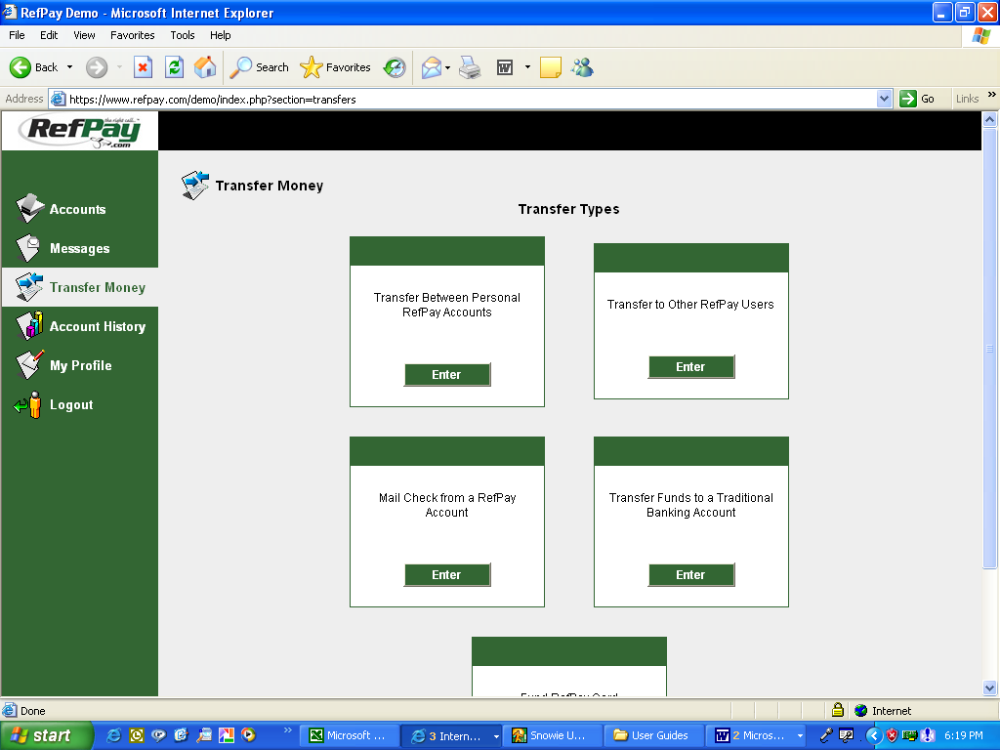 RefPay Demo - Microsoft Internet Explorer
File Edit View Favorites Tools Help
Back Search Favorites
Address https://www.refpay.com/demo/index.php?section=transfers Go Links »
the right call...
RefPay
.com
Transfer Money
Transfer Types
Accounts
Messages
Transfer Money
Account History
My Profile
Logout
Transfer Between Personal
RefPay Accounts
Enter
Transfer to Other RefPay Users
Enter
Mail Check from a RefPay
Account
Enter
Transfer Funds to a Traditional
Banking Account
Enter
Fund RefPay Card
Done Internet
start » Microsoft ... 3 Intern... Snowie U... User Guides 2 Micros... 6:19 PM